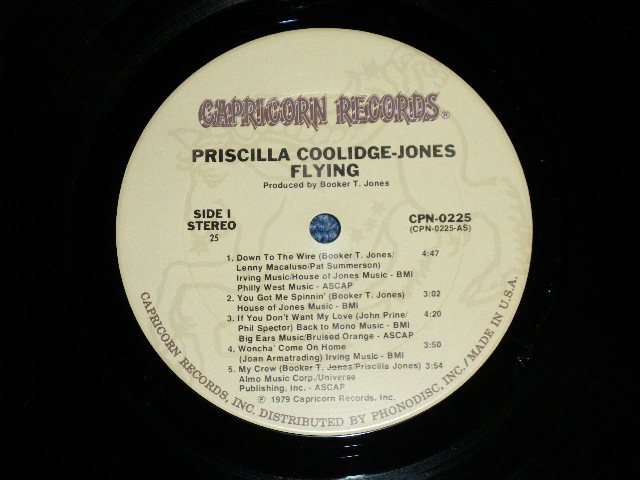 CAPRICORN RECORDS®
PRISCILLA COOLIDGE-JONES
FLYING
Produced by Booker T. Jones
SIDE I
STEREO
25
CPN-0225
(CPN-0225-AS)
1. Down To The Wire (Booker T. Jones/ 4:47
Lenny Macaluso/Pat Summerson)
Irving Music/House of Jones Music - BMI
Philly West Music - ASCAP
2. You Got Me Spinnin' (Booker T. Jones) 3:02
House of Jones Music - BMI
3. If You Don't Want My Love (John Prine/ 4:20
Phil Spector) Back to Mono Music - BMI
Big Ears Music/Bruised Orange - ASCAP
4. Woncha' Come On Home 3:50
(Joan Armatrading) Irving Music - BMI
5. My Crew (Booker T. Jones/Priscilla Jones) 3:54
Almo Music Corp./Universe
Publishing, Inc. - ASCAP
℗ 1979 Capricorn Records, Inc.
CAPRICORN RECORDS, INC. DISTRIBUTED BY PHONODISC, INC./MADE IN U.S.A.